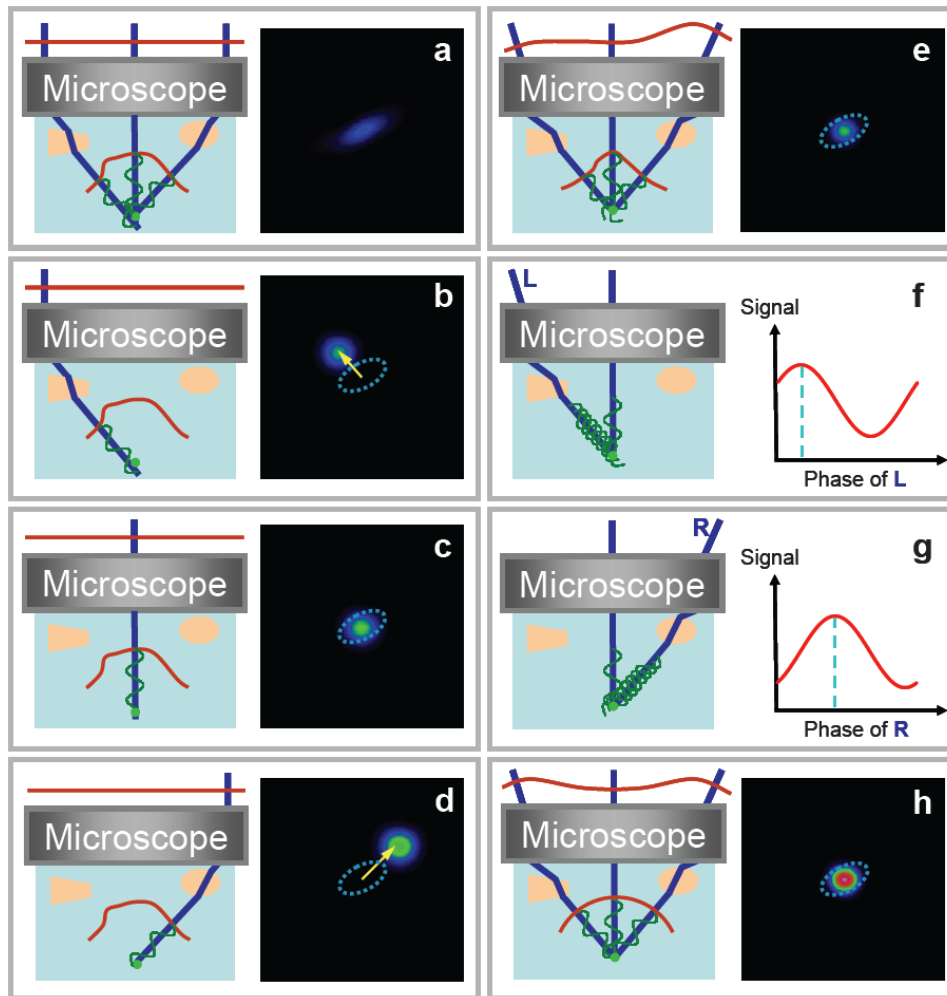 a
Microscope
b
Microscope
c
Microscope
d
Microscope
e
Microscope
f
L
Microscope
Signal
Phase of L
g
R
Microscope
Signal
Phase of R
h
Microscope